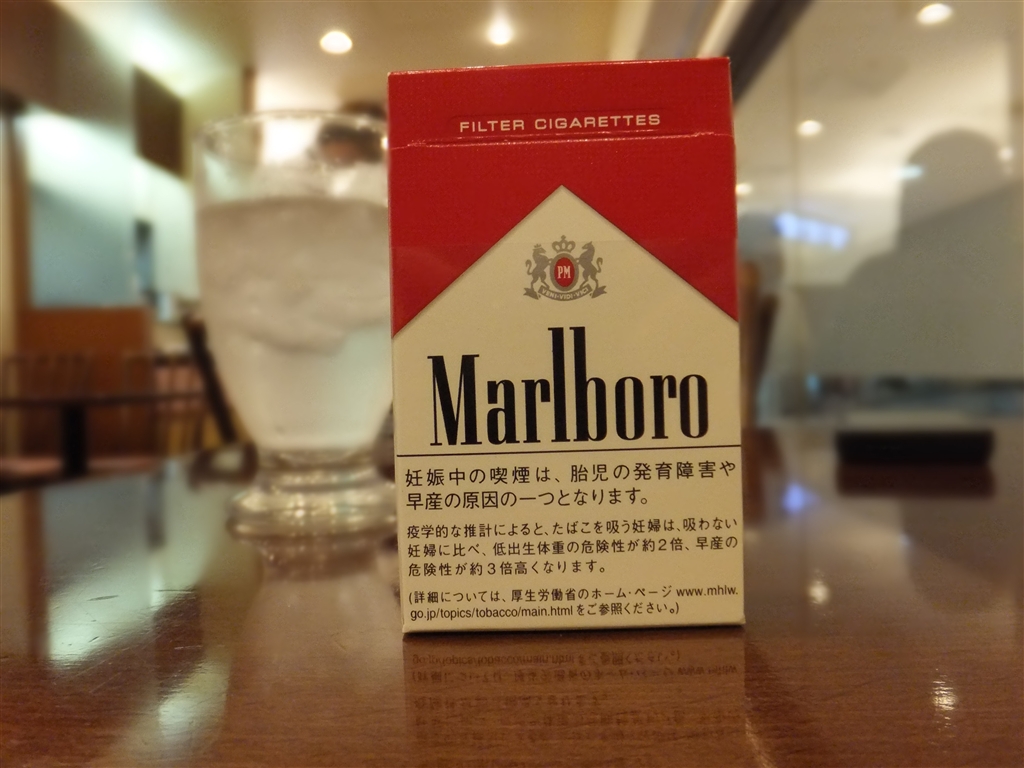 FILTER CIGARETTES
PM
VENI·VIDI·VICI
Marlboro
妊娠中の喫煙は、胎児の発育障害や
早産の原因の一つとなります。
疫学的な推計によると、たばこを吸う妊婦は、吸わない
妊婦に比べ、低出生体重の危険性が約2倍、早産の
危険性が約3倍高くなります。
(詳細については、厚生労働省のホーム・ページ www.mhlw.
go.jp/topics/tobacco/main.html をご参照ください。)